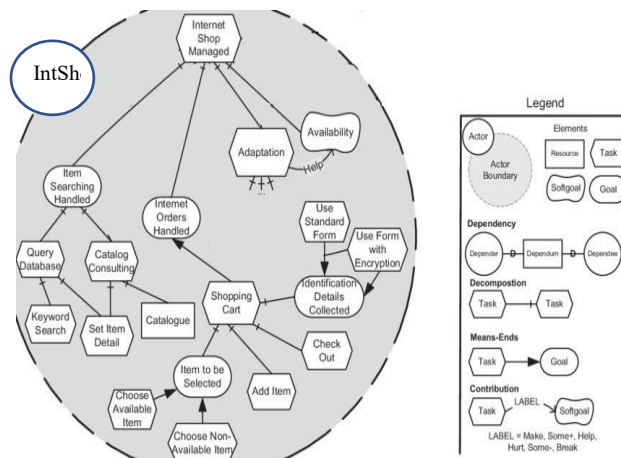 Internet
Shop
Managed
IntSh
Adaptation
Availability
Help
...
Item
Searching
Handled
Internet
Orders
Handled
Use
Standard
Form
Use Form
with
Encryption
Query
Database
Catalog
Consulting
Shopping
Cart
Identification
Details
Collected
Keyword
Search
Set Item
Detail
Catalogue
Check
Out
Item to be
Selected
Add Item
Choose
Available
Item
Choose Non-
Available Item
Legend
Actor
Elements
Actor
Boundary
Resource
Task
Softgoal
Goal
Dependency
Depender
D
Dependum
D
Dependee
Decompostion
Task
Task
Means-Ends
Task
Goal
Contribution
Task
LABEL
Softgoal
LABEL = Make, Some+, Help,
Hurt, Some-, Break